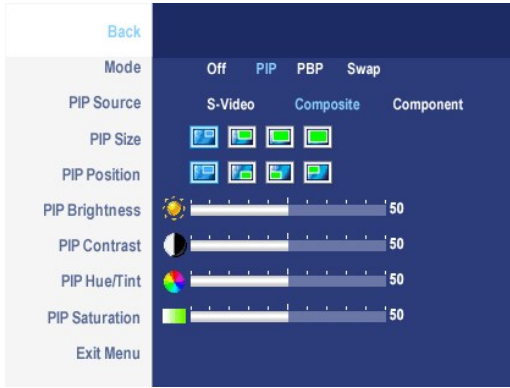 Back
Mode Off PIP PBP Swap
PIP Source S-Video Composite Component
PIP Size
PIP Position
PIP Brightness 50
PIP Contrast 50
PIP Hue/Tint 50
PIP Saturation 50
Exit Menu